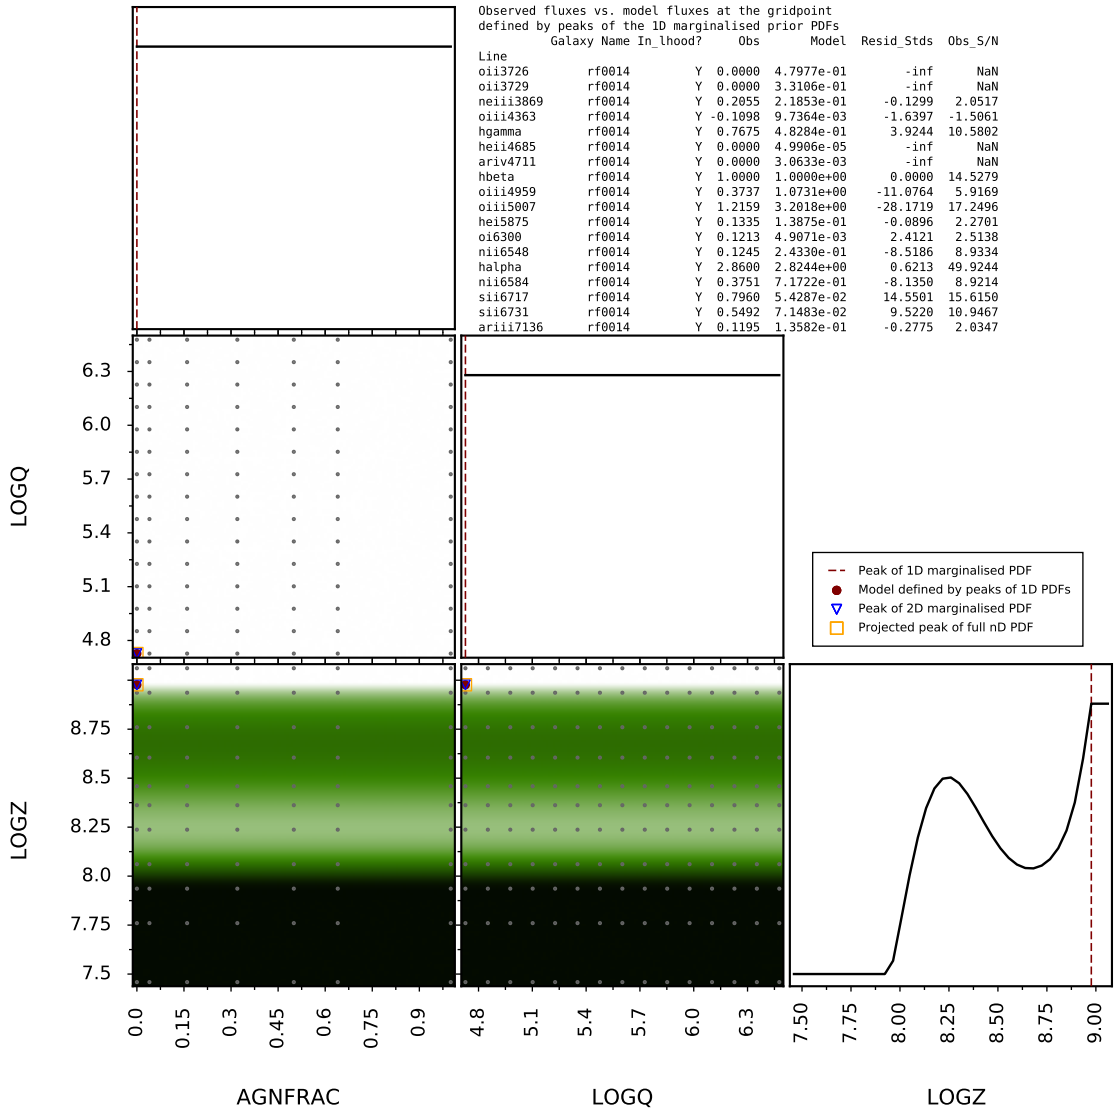 Observed fluxes vs. model fluxes at the gridpoint
defined by peaks of the 1D marginalised prior PDFs
Galaxy Name In_lhood? Obs Model Resid_Stds Obs_S/N
Line
oii3726 rf0014 Y 0.0000 4.7977e-01 -inf NaN
oii3729 rf0014 Y 0.0000 3.3106e-01 -inf NaN
neiii3869 rf0014 Y 0.2055 2.1853e-01 -0.1299 2.0517
oiii4363 rf0014 Y -0.1098 9.7364e-03 -1.6397 -1.5061
hgamma rf0014 Y 0.7675 4.8284e-01 3.9244 10.5802
heii4685 rf0014 Y 0.0000 4.9906e-05 -inf NaN
ariv4711 rf0014 Y 0.0000 3.0633e-03 -inf NaN
hbeta rf0014 Y 1.0000 1.0000e+00 0.0000 14.5279
oiii4959 rf0014 Y 0.3737 1.0731e+00 -11.0764 5.9169
oiii5007 rf0014 Y 1.2159 3.2018e+00 -28.1719 17.2496
hei5875 rf0014 Y 0.1335 1.3875e-01 -0.0896 2.2701
oi6300 rf0014 Y 0.1213 4.9071e-03 2.4121 2.5138
nii6548 rf0014 Y 0.1245 2.4330e-01 -8.5186 8.9334
halpha rf0014 Y 2.8600 2.8244e+00 0.6213 49.9244
nii6584 rf0014 Y 0.3751 7.1722e-01 -8.1350 8.9214
sii6717 rf0014 Y 0.7960 5.4287e-02 14.5501 15.6150
sii6731 rf0014 Y 0.5492 7.1483e-02 9.5220 10.9467
ariii7136 rf0014 Y 0.1195 1.3582e-01 -0.2775 2.0347
LOGQ
6.3
6.0
5.7
5.4
5.1
4.8
Peak of 1D marginalised PDF
Model defined by peaks of 1D PDFs
Peak of 2D marginalised PDF
Projected peak of full nD PDF
LOGZ
8.75
8.5
8.25
8.0
7.75
7.5
0.0 0.15 0.3 0.45 0.6 0.75 0.9
4.8 5.1 5.4 5.7 6.0 6.3
7.50 7.75 8.00 8.25 8.50 8.75 9.00
AGNFRAC LOGQ LOGZ